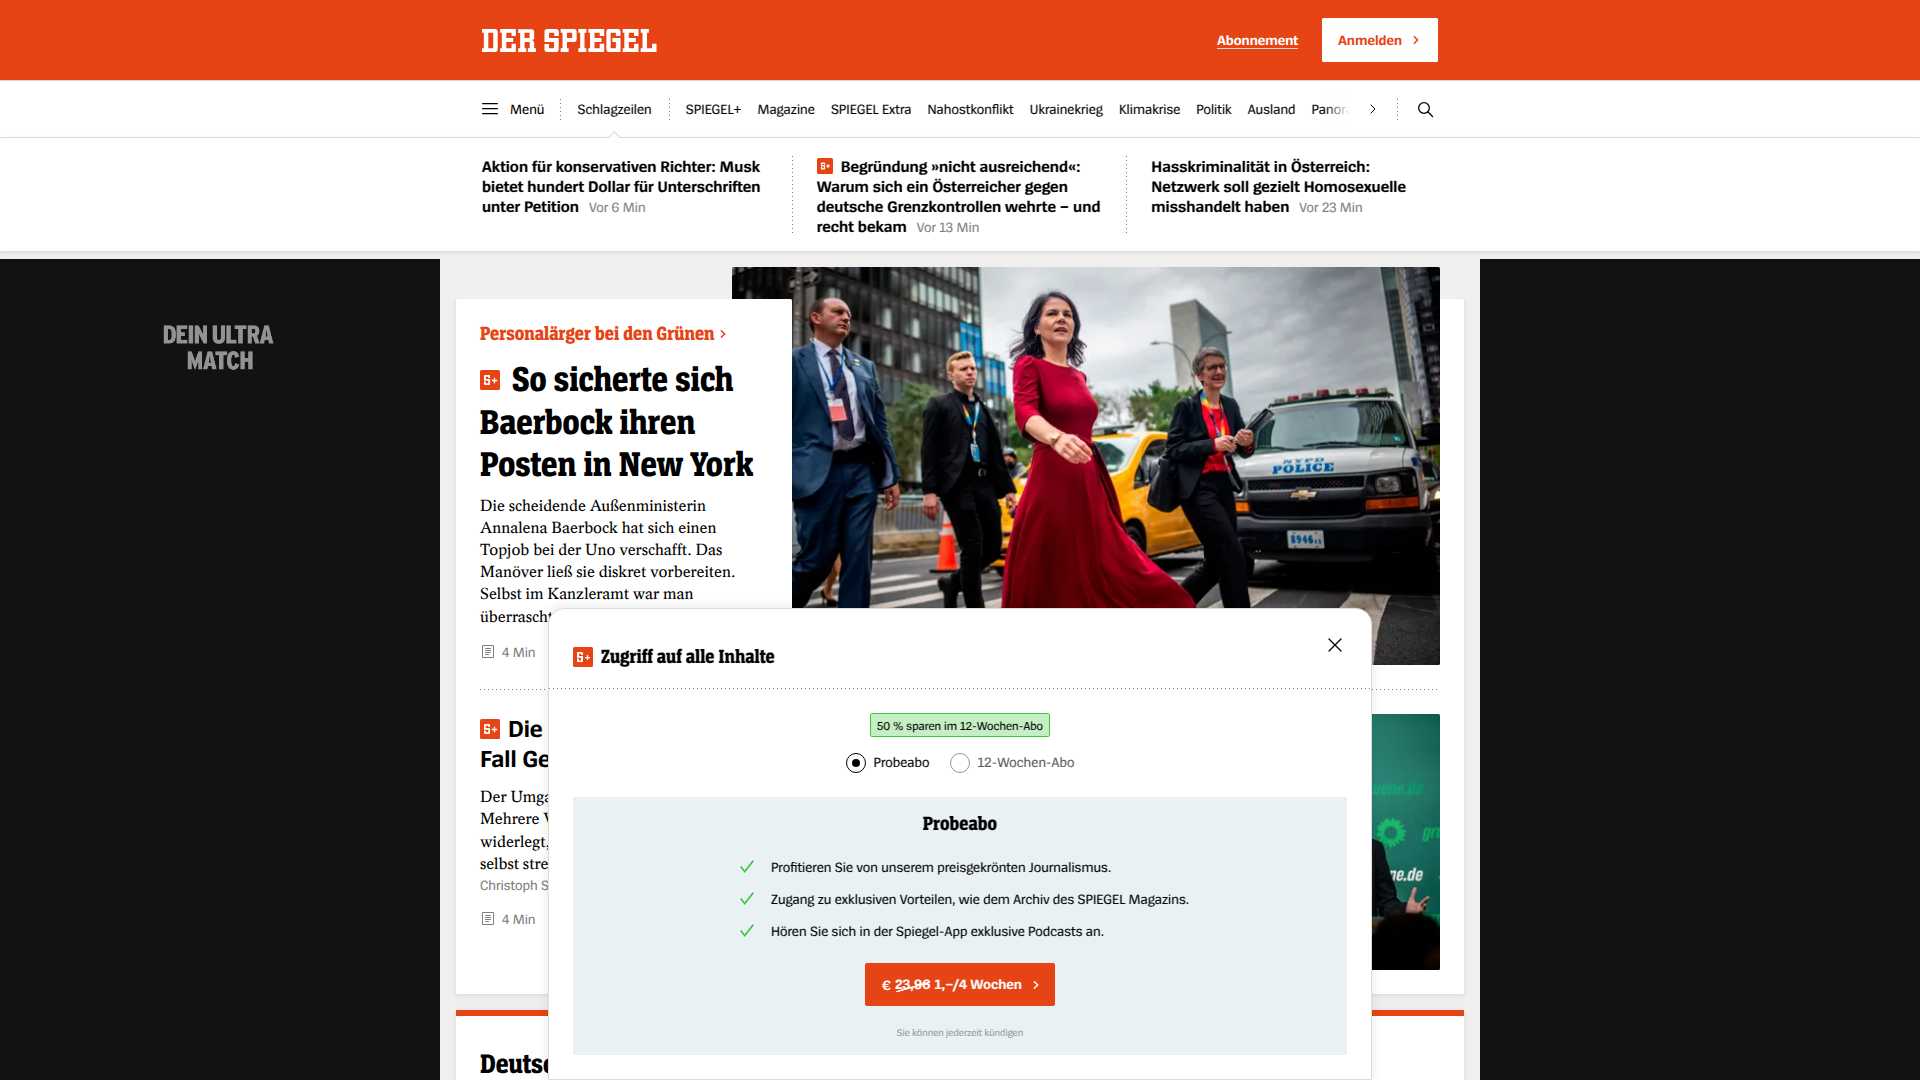 DER SPIEGEL
Abonnement
Anmelden
Menü
Schlagzeilen
SPIEGEL+
Magazine
SPIEGEL Extra
Nahostkonflikt
Ukrainekrieg
Klimakrise
Politik
Ausland
Aktion für konservativen Richter: Musk
bietet hundert Dollar für Unterschriften
unter Petition Vor 6 Min
Begründung »nicht ausreichend«:
Warum sich ein Österreicher gegen
deutsche Grenzkontrollen wehrte – und
recht bekam Vor 13 Min
Hasskriminalität in Österreich:
Netzwerk soll gezielt Homosexuelle
misshandelt haben Vor 23 Min
DEIN ULTRA
MATCH
Personalärger bei den Grünen
So sicherte sich
Baerbock ihren
Posten in New York
Die scheidende Außenministerin
Annalena Baerbock hat sich einen
Topjob bei der Uno verschafft. Das
Manöver ließ sie diskret vorbereiten.
Selbst im Kanzleramt war man
überrascht
4 Min
NYPD
POLICE
Die
Fall Ge
Der Umga
Mehrere
widerlegt,
selbst stre
Christoph S
4 Min
ne.de
Deuts
Zugriff auf alle Inhalte
50 % sparen im 12-Wochen-Abo
Probeabo
12-Wochen-Abo
Probeabo
Profitieren Sie von unserem preisgekrönten Journalismus.
Zugang zu exklusiven Vorteilen, wie dem Archiv des SPIEGEL Magazins.
Hören Sie sich in der Spiegel-App exklusive Podcasts an.
€ 23,96 1,–/4 Wochen
Sie können jederzeit kündigen